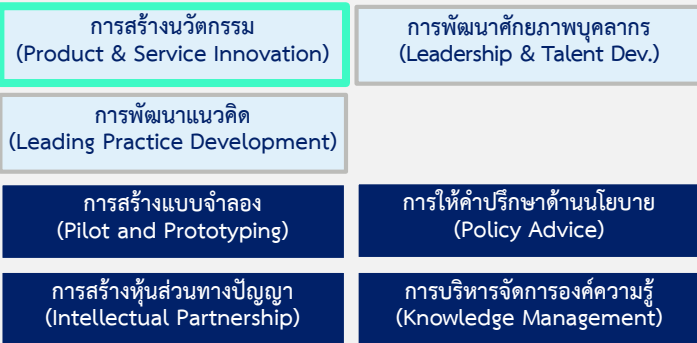 การสร้างนวัตกรรม
(Product & Service Innovation)
การพัฒนาศักยภาพบุคลากร
(Leadership & Talent Dev.)
การพัฒนาแนวคิด
(Leading Practice Development)
การสร้างแบบจำลอง
(Pilot and Prototyping)
การให้คำปรึกษาด้านนโยบาย
(Policy Advice)
การสร้างหุ้นส่วนทางปัญญา
(Intellectual Partnership)
การบริหารจัดการองค์ความรู้
(Knowledge Management)